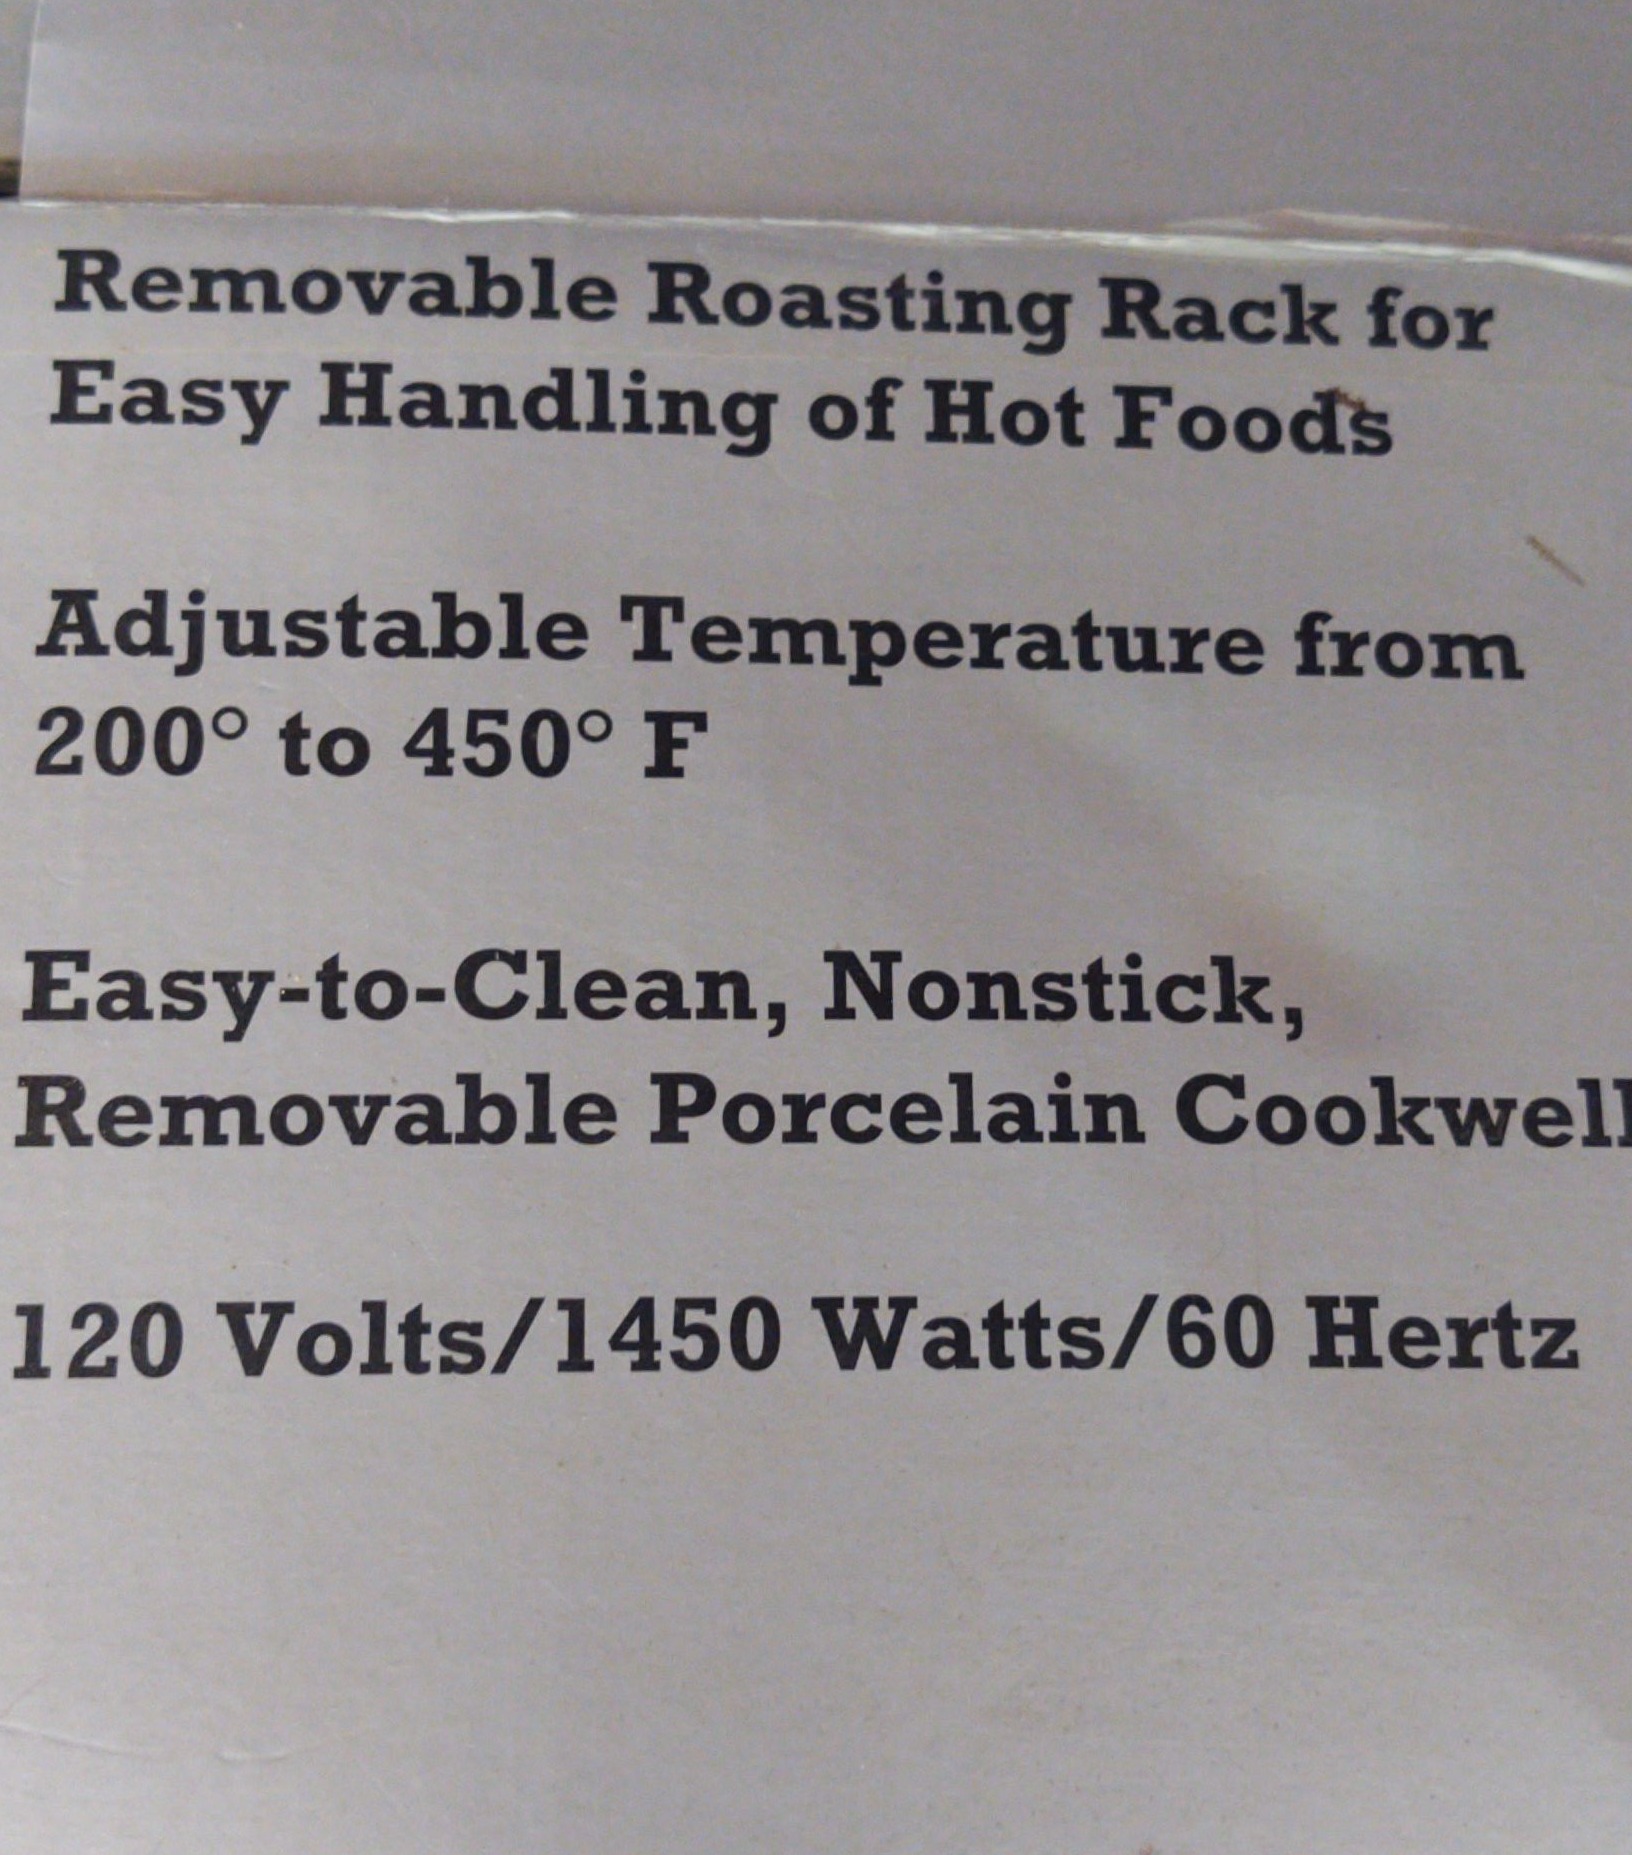 Removable Roasting Rack for
Easy Handling of Hot Foods
Adjustable Temperature from
200° to 450° F
Easy-to-Clean, Nonstick,
Removable Porcelain Cookwell
120 Volts/1450 Watts/60 Hertz